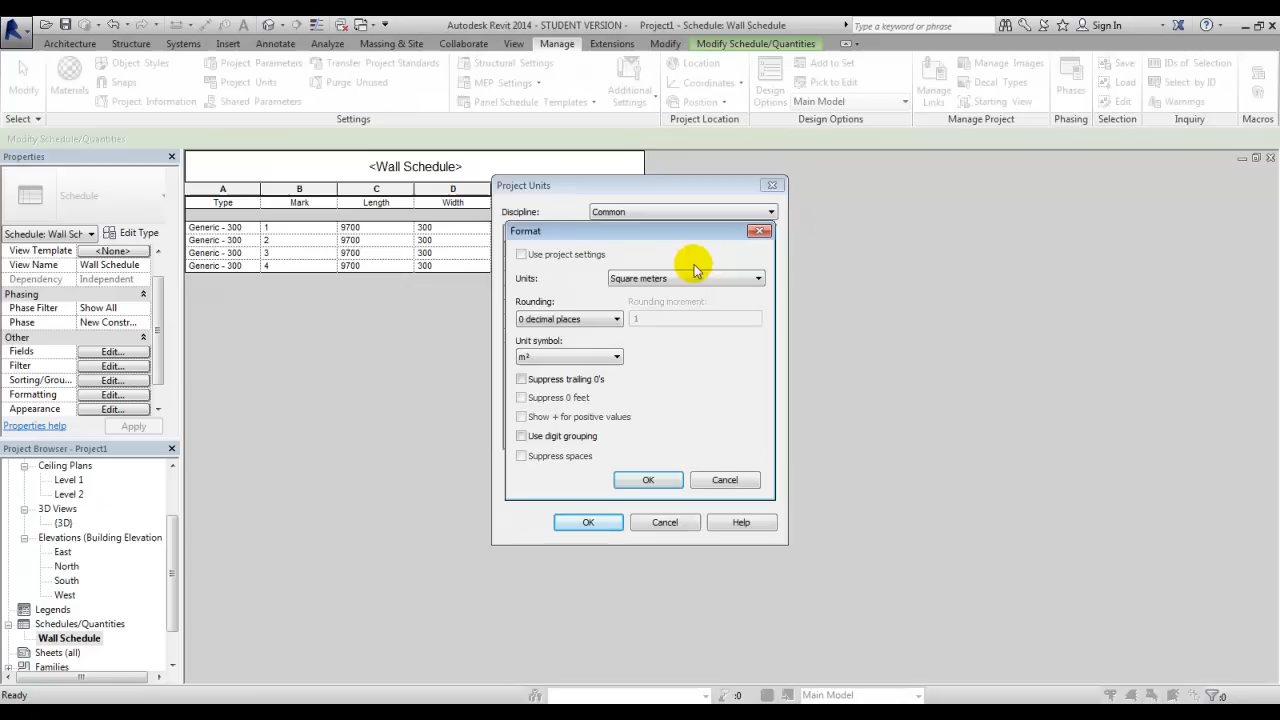 Autodesk Revit 2014 - STUDENT VERSION - Project1 - Schedule: Wall Schedule
Type a keyword or phrase
Sign In
Architecture Structure Systems Insert Annotate Analyze Massing & Site Collaborate View Manage Extensions Modify Modify Schedule/Quantities
Modify
Materials
Object Styles
Snaps
Project Information
Project Parameters
Project Units
Shared Parameters
Transfer Project Standards
Purge Unused
Structural Settings
MEP Settings
Panel Schedule Templates
Additional Settings
Location
Coordinates
Position
Design Options
Add to Set
Pick to Edit
Main Model
Manage Links
Manage Images
Decal Types
Starting View
Phases
Save
Load
Edit
IDs of Selection
Select by ID
Warnings
Select Settings Project Location Design Options Manage Project Phasing Selection Inquiry Macros
Modify Schedule/Quantities
Properties
Schedule
Schedule: Wall Sch Edit Type
View Template <None>
View Name Wall Schedule
Dependency Independent
Phasing
Phase Filter Show All
Phase New Constr...
Other
Fields Edit...
Filter Edit...
Sorting/Grou... Edit...
Formatting Edit...
Appearance Edit...
Properties help Apply
Project Browser - Project1
Ceiling Plans
Level 1
Level 2
3D Views
{3D}
Elevations (Building Elevation
East
North
South
West
Legends
Schedules/Quantities
Wall Schedule
Sheets (all)
Families
<Wall Schedule>
A B C D
Type Mark Length Width
Generic - 300 1 9700 300
Generic - 300 2 9700 300
Generic - 300 3 9700 300
Generic - 300 4 9700 300
Project Units
Discipline: Common
Format
Use project settings
Units: Square meters
Rounding: Rounding increment:
0 decimal places 1
Unit symbol:
m²
Suppress trailing 0's
Suppress 0 feet
Show + for positive values
Use digit grouping
Suppress spaces
OK Cancel
OK Cancel Help
Ready
:0
Main Model
:0